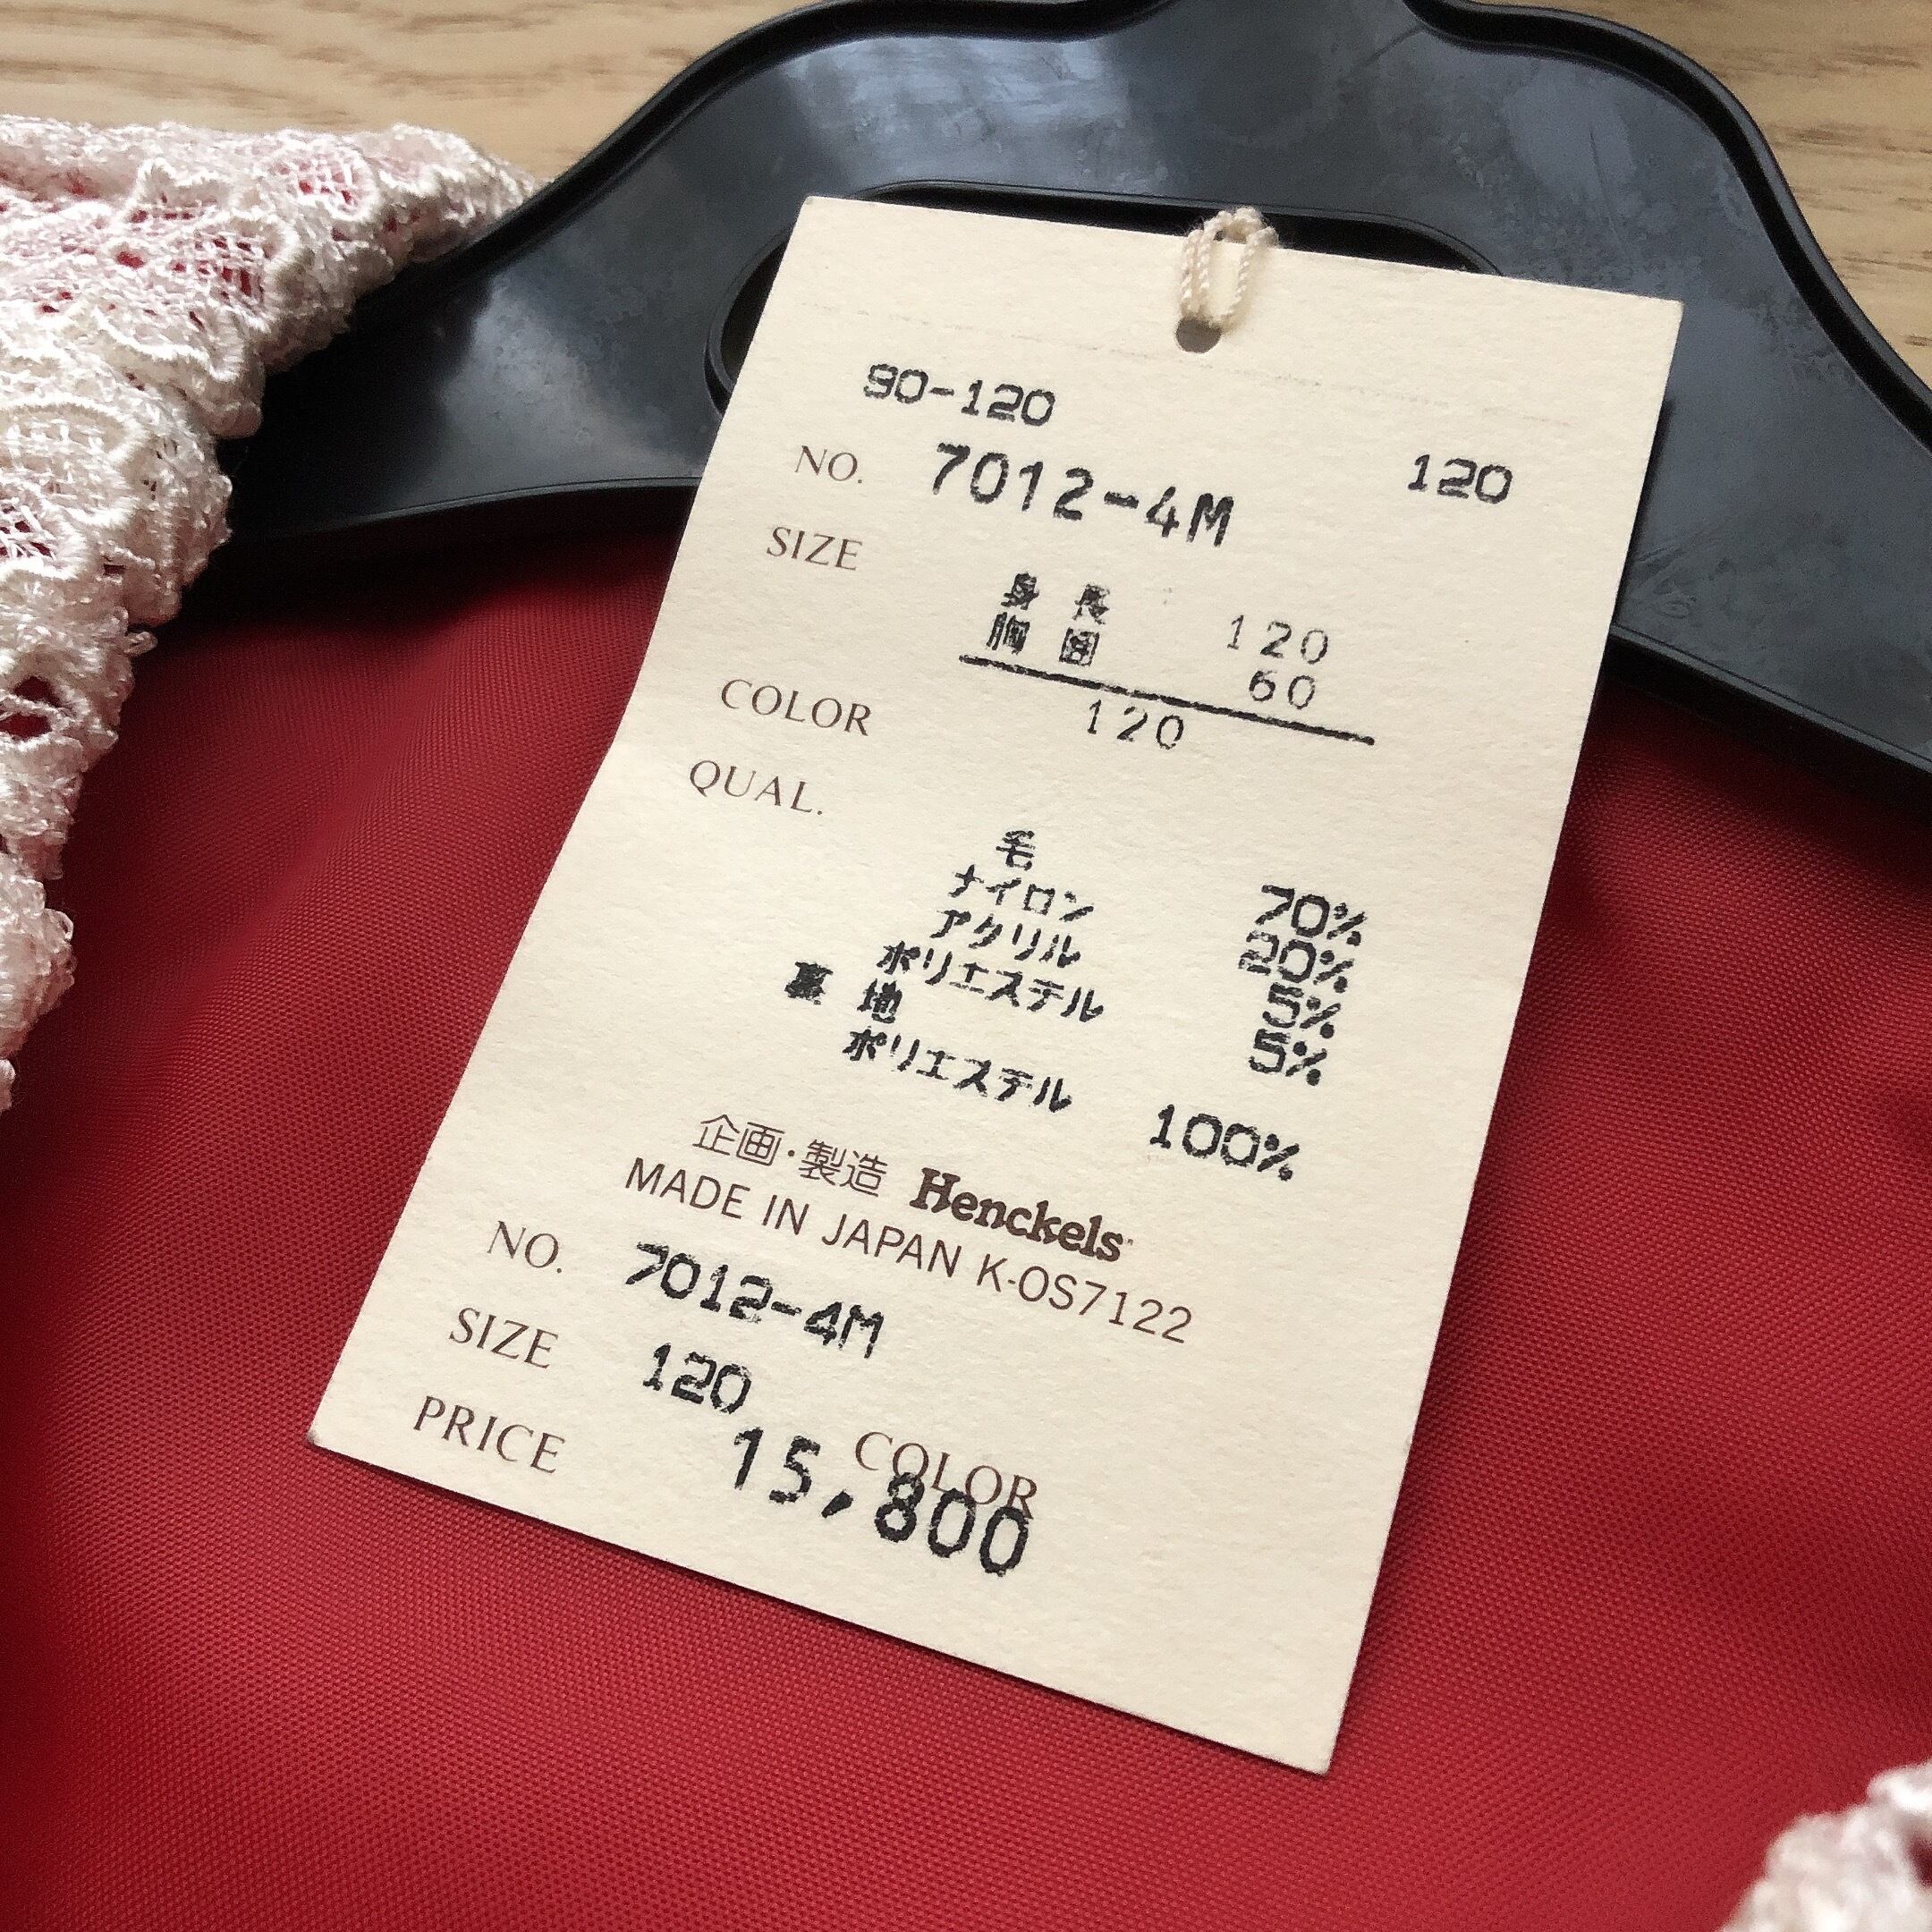 90-120
NO. 7012-4M 120
SIZE
身長 120
胸囲 60
120
COLOR
QUAL.
毛 70%
ナイロン 20%
アクリル 5%
ポリエステル 5%
裏地
ポリエステル 100%
企画・製造 Henckels
MADE IN JAPAN K-OS7122
NO. 7012-4M
SIZE 120
COLOR
PRICE 15,800